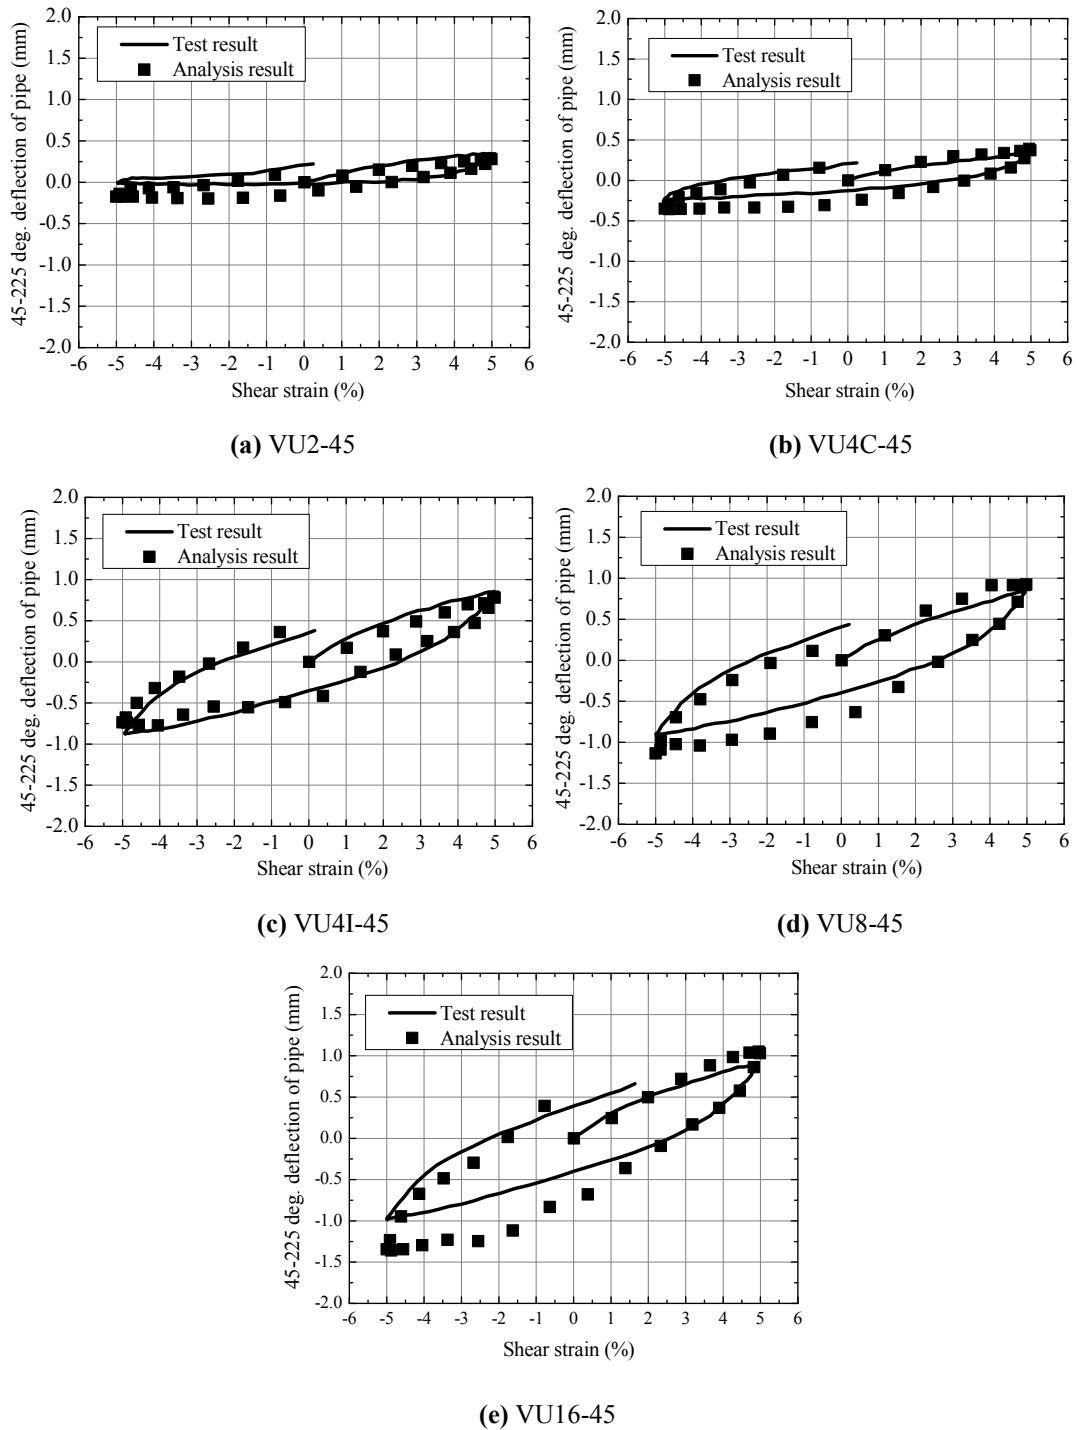 2.0
1.5
1.0
0.5
0.0
-0.5
-1.0
-1.5
-2.0
45-225 deg. deflection of pipe (mm)
Test result
Analysis result
-6 -5 -4 -3 -2 -1 0 1 2 3 4 5 6
Shear strain (%)
(a) VU2-45
2.0
1.5
1.0
0.5
0.0
-0.5
-1.0
-1.5
-2.0
45-225 deg. deflection of pipe (mm)
Test result
Analysis result
-6 -5 -4 -3 -2 -1 0 1 2 3 4 5 6
Shear strain (%)
(b) VU4C-45
2.0
1.5
1.0
0.5
0.0
-0.5
-1.0
-1.5
-2.0
45-225 deg. deflection of pipe (mm)
Test result
Analysis result
-6 -5 -4 -3 -2 -1 0 1 2 3 4 5 6
Shear strain (%)
(c) VU4I-45
2.0
1.5
1.0
0.5
0.0
-0.5
-1.0
-1.5
-2.0
45-225 deg. deflection of pipe (mm)
Test result
Analysis result
-6 -5 -4 -3 -2 -1 0 1 2 3 4 5 6
Shear strain (%)
(d) VU8-45
2.0
1.5
1.0
0.5
0.0
-0.5
-1.0
-1.5
-2.0
45-225 deg. deflection of pipe (mm)
Test result
Analysis result
-6 -5 -4 -3 -2 -1 0 1 2 3 4 5 6
Shear strain (%)
(e) VU16-45